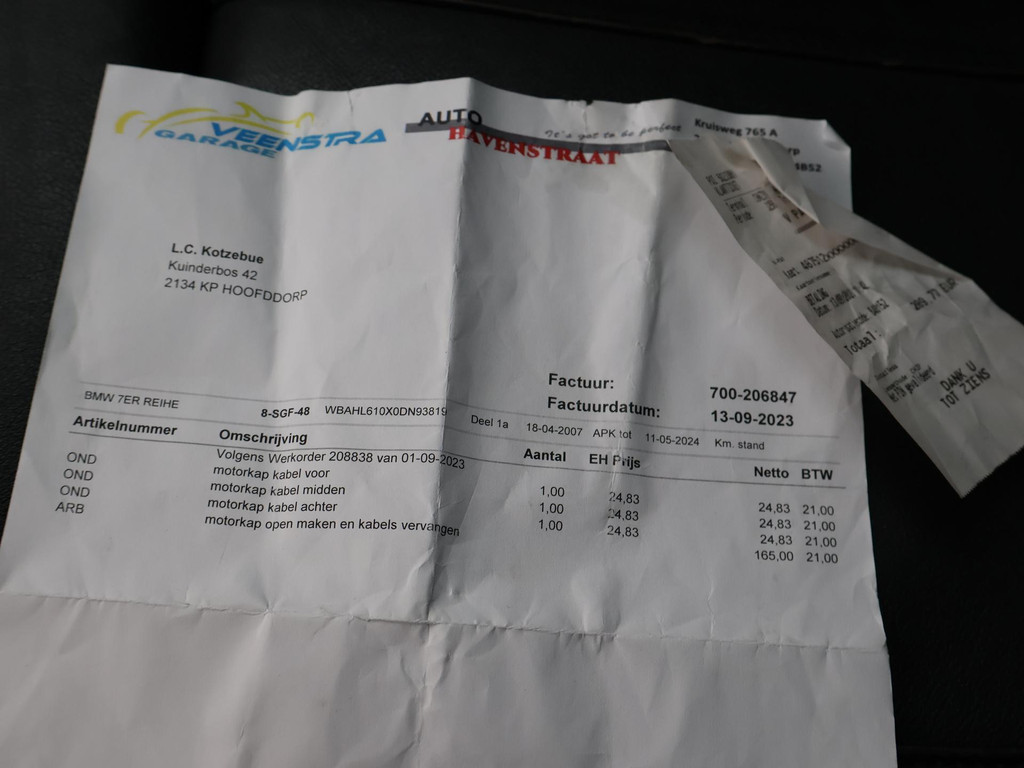 VEENSTRA
GARAGE
AUTO
HAVENSTRAAT
It's got to be perfect
Kruisweg 765 A
L.C. Kotzebue
Kuinderbos 42
2134 KP HOOFDDORP
Factuur: 700-206847
Factuurdatum: 13-09-2023
BMW 7ER REIHE 8-SGF-48 WBAHL610X0DN93819 Deel 1a 18-04-2007 APK tot 11-05-2024 Km. stand
Artikelnummer Omschrijving Aantal EH Prijs Netto BTW
Volgens Werkorder 208838 van 01-09-2023
OND motorkap kabel voor 1,00 24,83 24,83 21,00
OND motorkap kabel midden 1,00 24,83 24,83 21,00
OND motorkap kabel achter 1,00 24,83 24,83 21,00
ARB motorkap open maken en kabels vervangen 165,00 21,00
Totaal:
DANK U
TOT ZIENS